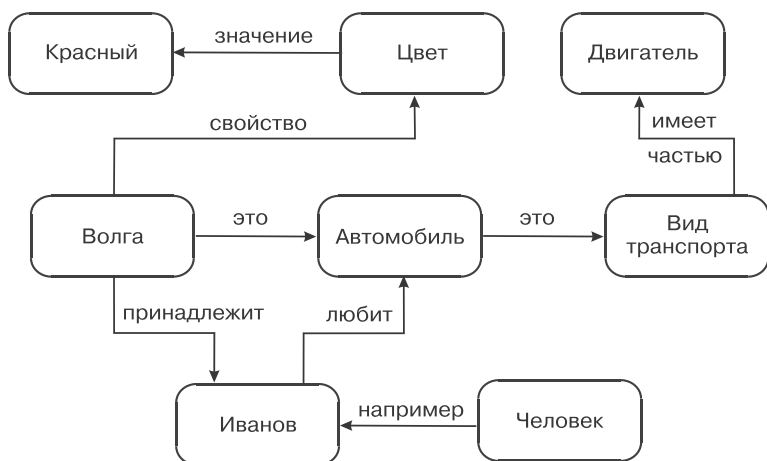 Красный
значение
Цвет
Двигатель
свойство
имеет
частью
Волга
это
Автомобиль
это
Вид
транспорта
принадлежит
любит
Иванов
например
Человек